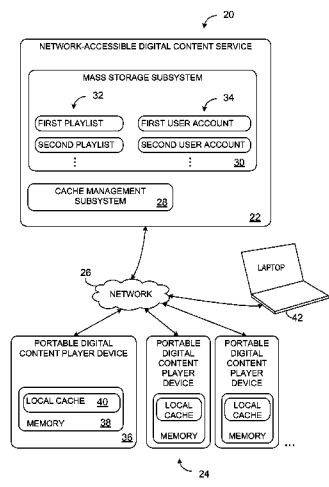 20
NETWORK-ACCESSIBLE DIGITAL CONTENT SERVICE
MASS STORAGE SUBSYSTEM
32
34
FIRST PLAYLIST
FIRST USER ACCOUNT
SECOND PLAYLIST
SECOND USER ACCOUNT
30
CACHE MANAGEMENT
SUBSYSTEM
28
22
26
NETWORK
LAPTOP
42
PORTABLE DIGITAL
CONTENT PLAYER DEVICE
LOCAL CACHE
40
MEMORY
38
36
PORTABLE
DIGITAL
CONTENT
PLAYER
DEVICE
LOCAL
CACHE
MEMORY
PORTABLE
DIGITAL
CONTENT
PLAYER
DEVICE
LOCAL
CACHE
MEMORY
...
24